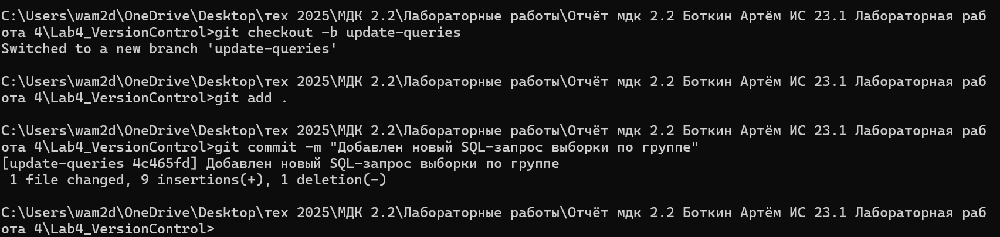 C:\Users\wam2d\OneDrive\Desktop\тех 2025\МДК 2.2\Лабораторные работы\Отчёт мдк 2.2 Боткин Артём ИС 23.1 Лабораторная раб
ота 4\Lab4_VersionControl>git checkout -b update-queries
Switched to a new branch 'update-queries'
C:\Users\wam2d\OneDrive\Desktop\тех 2025\МДК 2.2\Лабораторные работы\Отчёт мдк 2.2 Боткин Артём ИС 23.1 Лабораторная раб
ота 4\Lab4_VersionControl>git add .
C:\Users\wam2d\OneDrive\Desktop\тех 2025\МДК 2.2\Лабораторные работы\Отчёт мдк 2.2 Боткин Артём ИС 23.1 Лабораторная раб
ота 4\Lab4_VersionControl>git commit -m "Добавлен новый SQL-запрос выборки по группе"
[update-queries 4c465fd] Добавлен новый SQL-запрос выборки по группе
 1 file changed, 9 insertions(+), 1 deletion(-)
C:\Users\wam2d\OneDrive\Desktop\тех 2025\МДК 2.2\Лабораторные работы\Отчёт мдк 2.2 Боткин Артём ИС 23.1 Лабораторная раб
ота 4\Lab4_VersionControl>